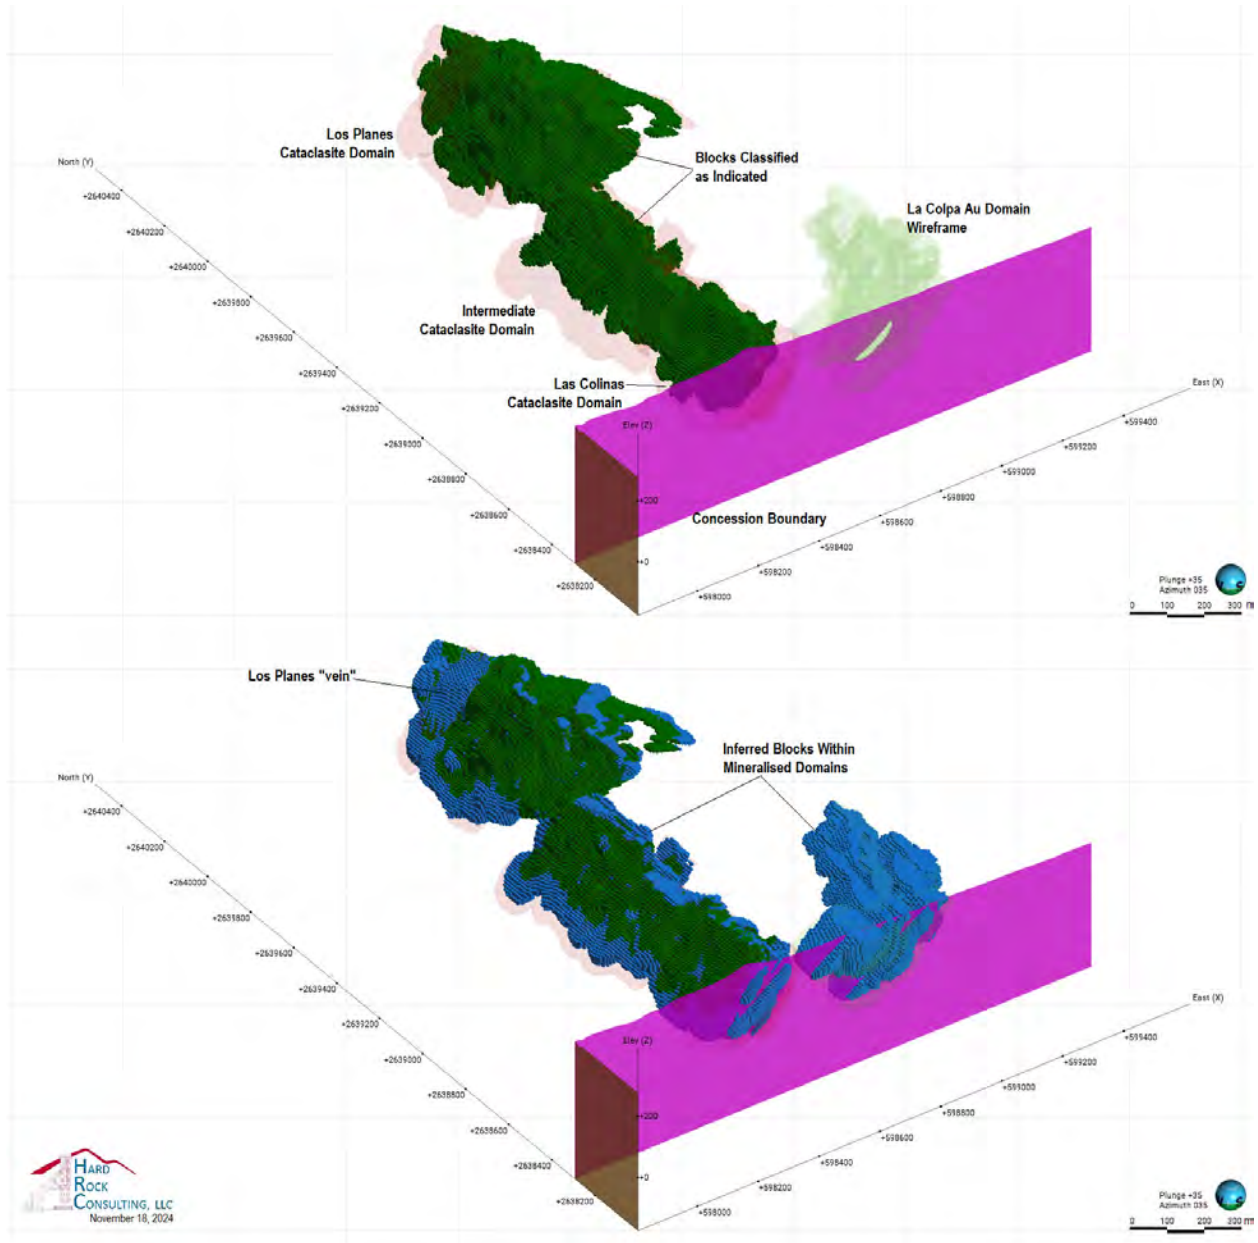 Los Planes
Cataclasite Domain
North (Y)
+2640400
+2640200
+2640000
+2639800
+2639600
+2639400
+2639200
+2639000
+2638800
+2638600
+2638400
+2638200
Blocks Classified
as Indicated
La Colpa Au Domain
Wireframe
Intermediate
Cataclasite Domain
Las Colinas
Cataclasite Domain
Elev (Z)
+200
+0
Concession Boundary
East (X)
+599400
+599200
+599000
+598800
+598600
+598400
+598200
+598000
Plunge +35
Azimuth 035
0 100 200 300 m
Los Planes "vein"
Inferred Blocks Within
Mineralised Domains
North (Y)
+2640400
+2640200
+2640000
+2639800
+2639600
+2639400
+2639200
+2639000
+2638800
+2638600
+2638400
+2638200
Elev (Z)
+200
+0
East (X)
+599400
+599200
+599000
+598800
+598600
+598400
+598200
+598000
Plunge +35
Azimuth 035
0 100 200 300 m
HARD
ROCK
CONSULTING, LLC
November 18, 2024